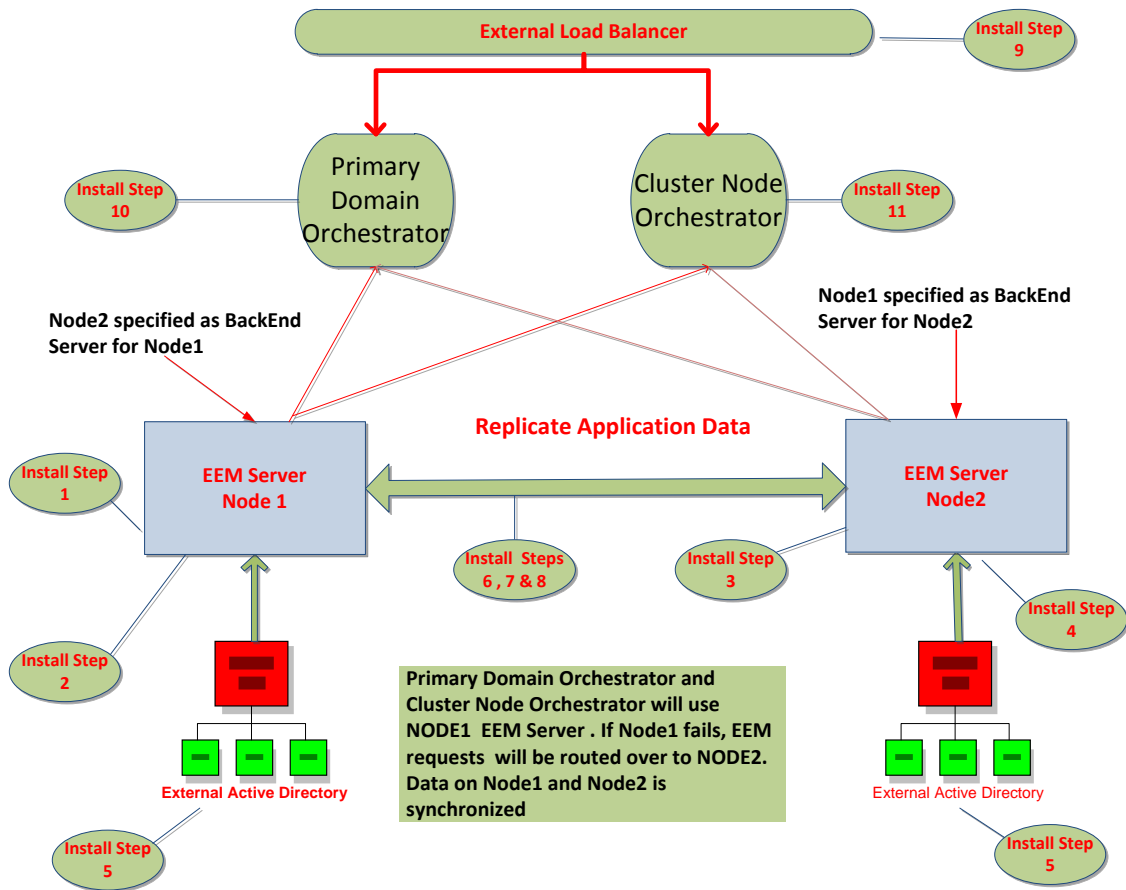 External Load Balancer
Install Step
9
Primary
Domain
Orchestrator
Cluster Node
Orchestrator
Install Step
10
Install Step
11
Node2 specified as BackEnd
Server for Node1
Node1 specified as BackEnd
Server for Node2
Replicate Application Data
EEM Server
Node 1
EEM Server
Node2
Install Step
1
Install Steps
6 , 7 & 8
Install Step
3
Install Step
4
Install Step
2
Primary Domain Orchestrator and
Cluster Node Orchestrator will use
NODE1 EEM Server . If Node1 fails, EEM
requests will be routed over to NODE2.
Data on Node1 and Node2 is
synchronized
External Active Directory
External Active Directory
Install Step
5
Install Step
5